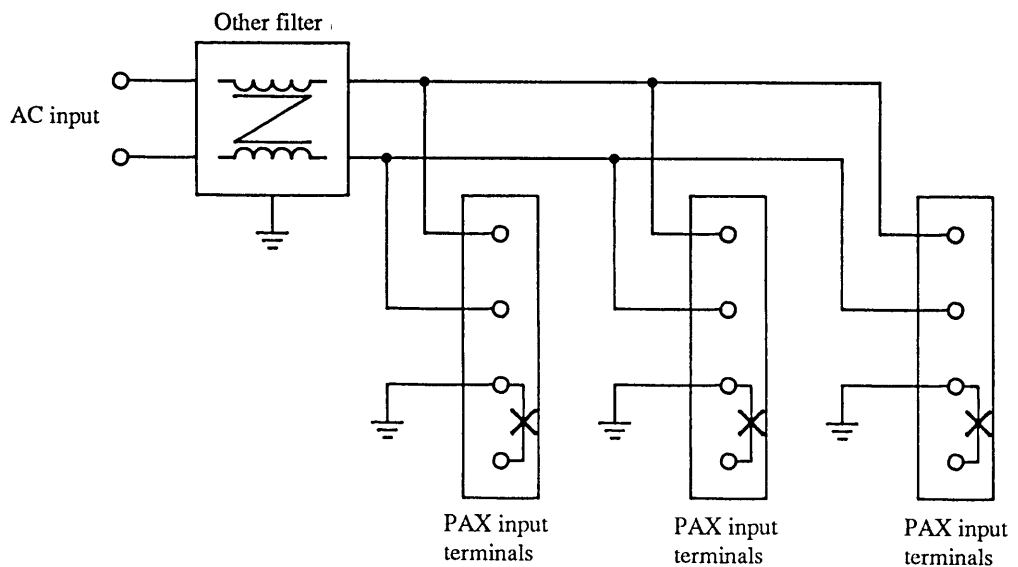 Other filter
AC input
PAX input
terminals
PAX input
terminals
PAX input
terminals